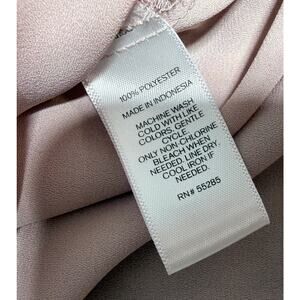 100% POLYESTER
MADE IN INDONESIA
MACHINE WASH
COLD WITH LIKE
COLORS, GENTLE
CYCLE.
ONLY NON-CHLORINE
BLEACH WHEN
NEEDED. LINE DRY.
COOL IRON IF
NEEDED.
RN# 55285